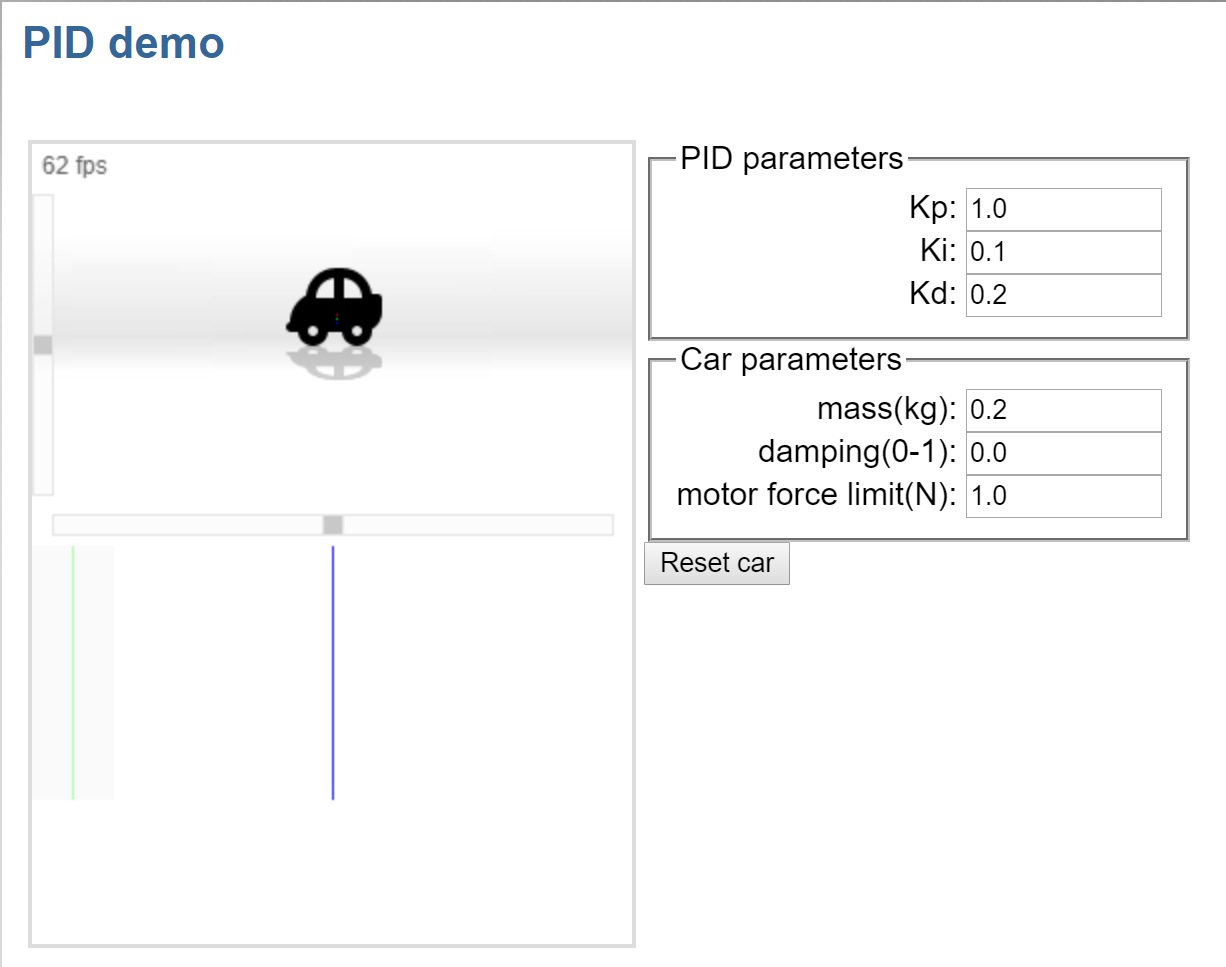 PID demo
62 fps
PID parameters
Kp: 1.0
Ki: 0.1
Kd: 0.2
Car parameters
mass(kg): 0.2
damping(0-1): 0.0
motor force limit(N): 1.0
Reset car